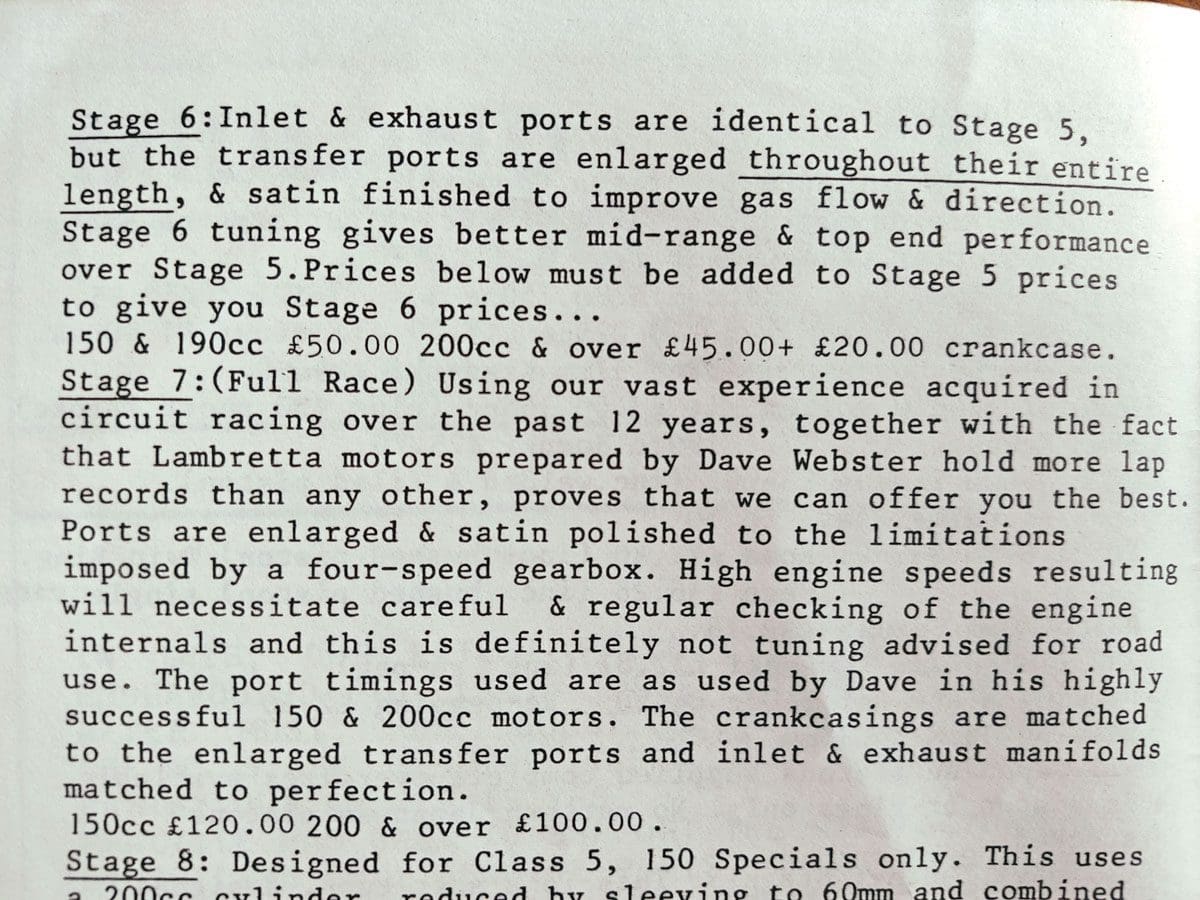 Stage 6:Inlet & exhaust ports are identical to Stage 5,
but the transfer ports are enlarged throughout their entire
length, & satin finished to improve gas flow & direction.
Stage 6 tuning gives better mid-range & top end performance
over Stage 5.Prices below must be added to Stage 5 prices
to give you Stage 6 prices...
150 & 190cc £50.00 200cc & over £45.00+ £20.00 crankcase.
Stage 7:(Full Race) Using our vast experience acquired in
circuit racing over the past 12 years, together with the fact
that Lambretta motors prepared by Dave Webster hold more lap
records than any other, proves that we can offer you the best.
Ports are enlarged & satin polished to the limitations
imposed by a four-speed gearbox. High engine speeds resulting
will necessitate careful & regular checking of the engine
internals and this is definitely not tuning advised for road
use. The port timings used are as used by Dave in his highly
successful 150 & 200cc motors. The crankcasings are matched
to the enlarged transfer ports and inlet & exhaust manifolds
matched to perfection.
150cc £120.00 200 & over £100.00.
Stage 8: Designed for Class 5, 150 Specials only. This uses
a 200cc cylinder reduced by sleeving to 60mm and combined